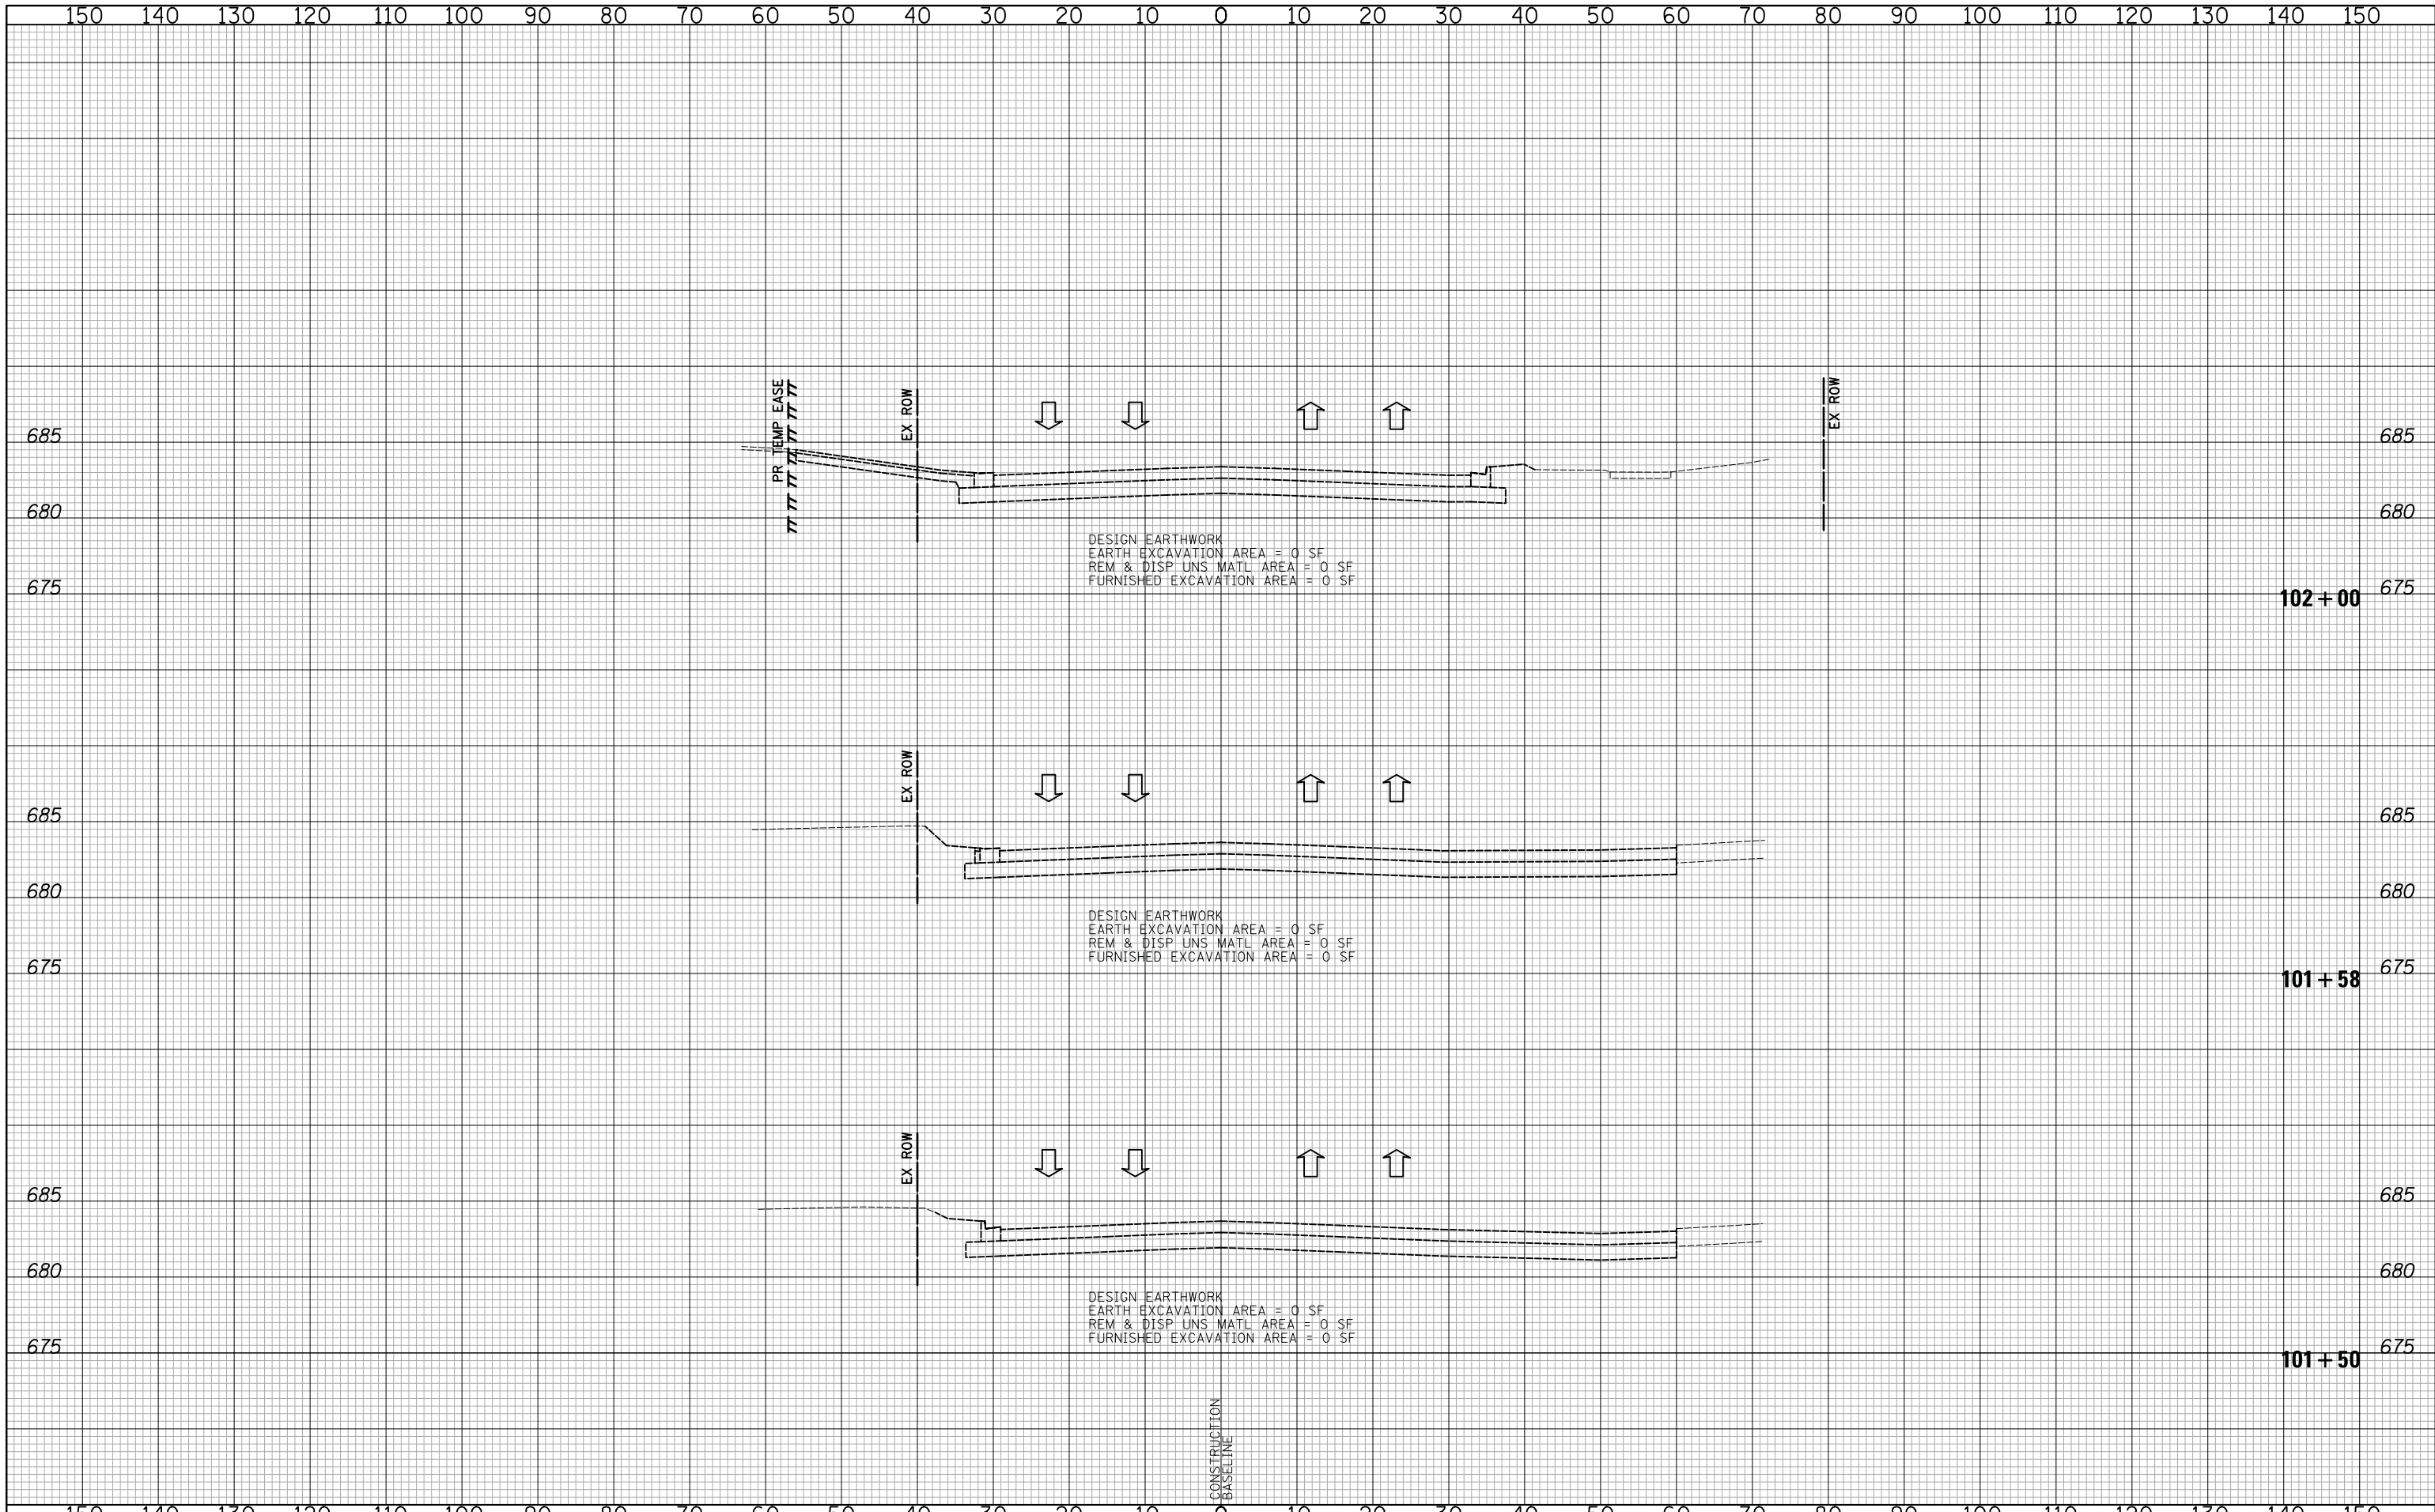 150 140 130 120 110 100 90 80 70 60 50 40 30 20 10 0 10 20 30 40 50 60 70 80 90 100 110 120 130 140 150
PR TEMP EASE
EX ROW
EX ROW
685 685
680 680
DESIGN EARTHWORK
EARTH EXCAVATION AREA = 0 SF
REM & DISP UNS MATL AREA = 0 SF
FURNISHED EXCAVATION AREA = 0 SF
675 675
102+00
EX ROW
685 685
680 680
DESIGN EARTHWORK
EARTH EXCAVATION AREA = 0 SF
REM & DISP UNS MATL AREA = 0 SF
FURNISHED EXCAVATION AREA = 0 SF
675 675
101+58
EX ROW
685 685
680 680
DESIGN EARTHWORK
EARTH EXCAVATION AREA = 0 SF
REM & DISP UNS MATL AREA = 0 SF
FURNISHED EXCAVATION AREA = 0 SF
675 675
101+50
CONSTRUCTION
BASELINE
150 140 130 120 110 100 90 80 70 60 50 40 30 20 10 0 10 20 30 40 50 60 70 80 90 100 110 120 130 140 150